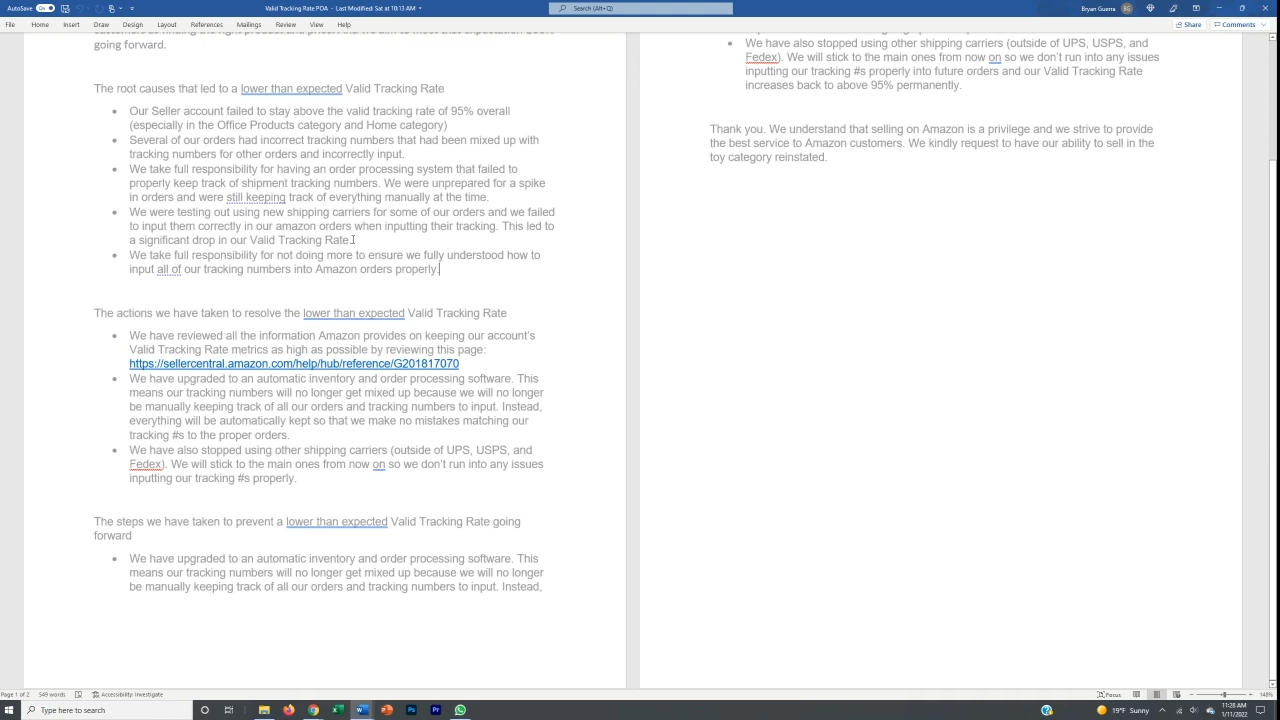 AutoSave
On
Valid Tracking Rate POA - Last Modified: Sat at 10:13 AM
Search (Alt+Q)
Bryan Guerra
BG
File Home Insert Draw Design Layout References Mailings Review View Help
Share Comments
going forward.
The root causes that led to a lower than expected Valid Tracking Rate
• Our Seller account failed to stay above the valid tracking rate of 95% overall
(especially in the Office Products category and Home category)
• Several of our orders had incorrect tracking numbers that had been mixed up with
tracking numbers for other orders and incorrectly input.
• We take full responsibility for having an order processing system that failed to
properly keep track of shipment tracking numbers. We were unprepared for a spike
in orders and were still keeping track of everything manually at the time.
• We were testing out using new shipping carriers for some of our orders and we failed
to input them correctly in our amazon orders when inputting their tracking. This led to
a significant drop in our Valid Tracking Rate.
• We take full responsibility for not doing more to ensure we fully understood how to
input all of our tracking numbers into Amazon orders properly.
The actions we have taken to resolve the lower than expected Valid Tracking Rate
• We have reviewed all the information Amazon provides on keeping our account’s
Valid Tracking Rate metrics as high as possible by reviewing this page:
https://sellercentral.amazon.com/help/hub/reference/G201817070
• We have upgraded to an automatic inventory and order processing software. This
means our tracking numbers will no longer get mixed up because we will no longer
be manually keeping track of all our orders and tracking numbers to input. Instead,
everything will be automatically kept so that we make no mistakes matching our
tracking #s to the proper orders.
• We have also stopped using other shipping carriers (outside of UPS, USPS, and
Fedex). We will stick to the main ones from now on so we don’t run into any issues
inputting our tracking #s properly.
The steps we have taken to prevent a lower than expected Valid Tracking Rate going
forward
• We have upgraded to an automatic inventory and order processing software. This
means our tracking numbers will no longer get mixed up because we will no longer
be manually keeping track of all our orders and tracking numbers to input. Instead,
• We have also stopped using other shipping carriers (outside of UPS, USPS, and
Fedex). We will stick to the main ones from now on so we don’t run into any issues
inputting our tracking #s properly into future orders and our Valid Tracking Rate
increases back to above 95% permanently.
Thank you. We understand that selling on Amazon is a privilege and we strive to provide
the best service to Amazon customers. We kindly request to have our ability to sell in the
toy category reinstated.
Page 1 of 2 549 words Accessibility: Investigate
Focus
148%
Type here to search
19°F Sunny
11:28 AM
1/11/2022